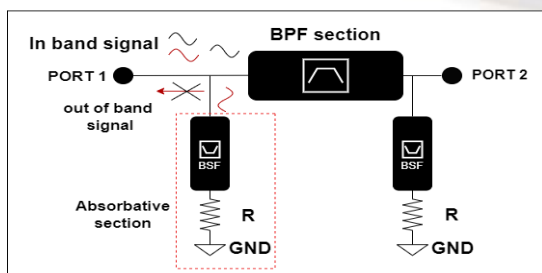 In band signal
BPF section
PORT 1
PORT 2
out of band
signal
BSF
BSF
Absorbative
section
R
R
GND
GND